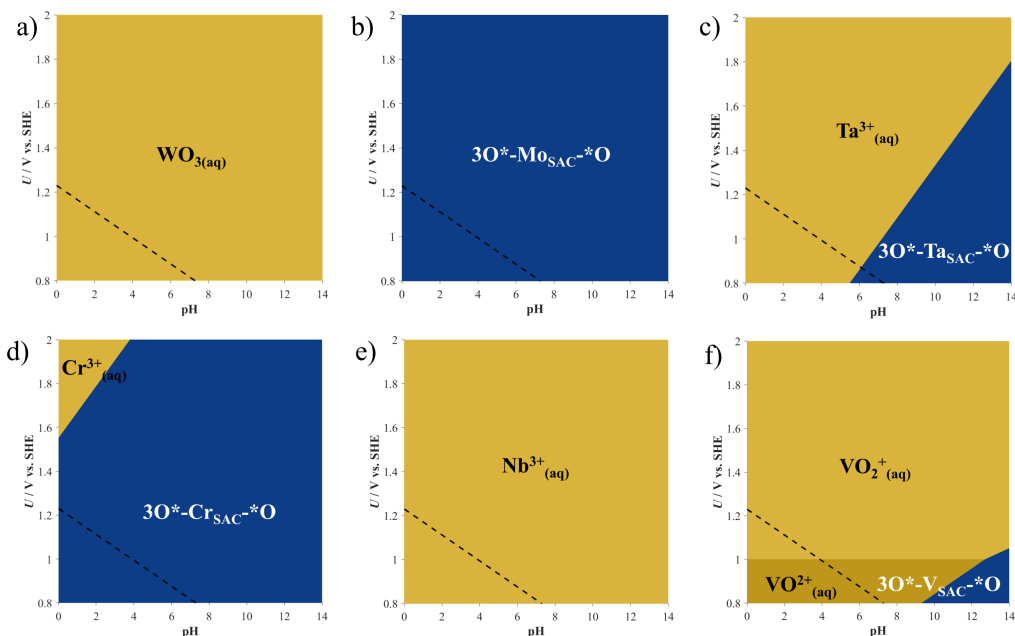 a)
U / V vs. SHE
2
1.8
1.6
1.4
1.2
1
0.8
WO3(aq)
0 2 4 6 8 10 12 14
pH
b)
U / V vs. SHE
2
1.8
1.6
1.4
1.2
1
0.8
3O*-MoSAC-*O
0 2 4 6 8 10 12 14
pH
c)
U / V vs. SHE
2
1.8
1.6
1.4
1.2
1
0.8
Ta3+(aq)
3O*-TaSAC-*O
0 2 4 6 8 10 12 14
pH
d)
U / V vs. SHE
2
1.8
1.6
1.4
1.2
1
0.8
Cr3+(aq)
3O*-CrSAC-*O
0 2 4 6 8 10 12 14
pH
e)
U / V vs. SHE
2
1.8
1.6
1.4
1.2
1
0.8
Nb3+(aq)
0 2 4 6 8 10 12 14
pH
f)
U / V vs. SHE
2
1.8
1.6
1.4
1.2
1
0.8
VO2+(aq)
VO2+(aq)
3O*-VSAC-*O
0 2 4 6 8 10 12 14
pH